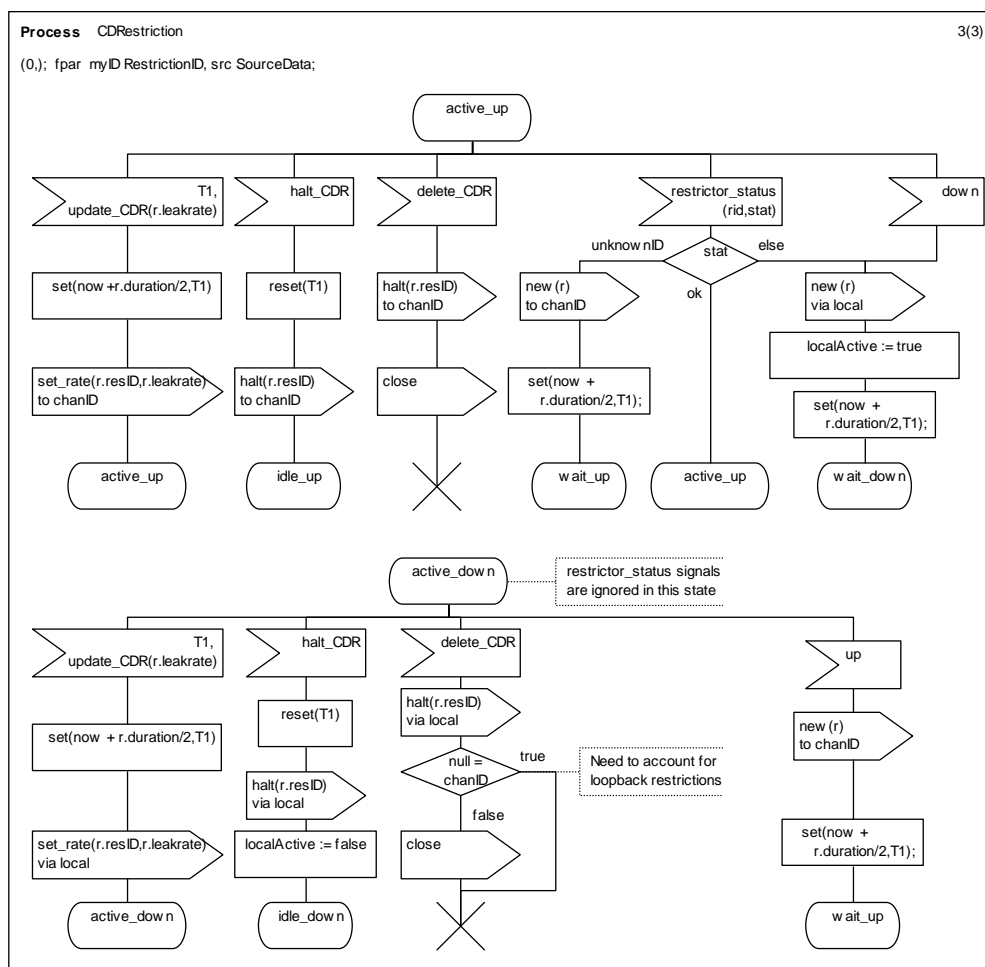 Process CDRestriction
3(3)
(0,); fpar myID RestrictionID, src SourceData;
active_up
T1,
update_CDR(r.leakrate)
halt_CDR
delete_CDR
restrictor_status
(rid,stat)
down
unknownID
stat
else
ok
set(now +r.duration/2,T1)
reset(T1)
halt(r.resID)
to chanID
new (r)
to chanID
new (r)
via local
localActive := true
set_rate(r.resID,r.leakrate)
to chanID
halt(r.resID)
to chanID
close
set(now +
r.duration/2,T1);
set(now +
r.duration/2,T1);
active_up
idle_up
wait_up
active_up
wait_down
active_down
restrictor_status signals
are ignored in this state
T1,
update_CDR(r.leakrate)
halt_CDR
delete_CDR
up
set(now + r.duration/2,T1)
reset(T1)
halt(r.resID)
via local
new (r)
to chanID
null =
chanID
true
Need to account for
loopback restrictions
false
halt(r.resID)
via local
set_rate(r.resID,r.leakrate)
via local
localActive := false
close
set(now +
r.duration/2,T1);
active_down
idle_down
wait_up